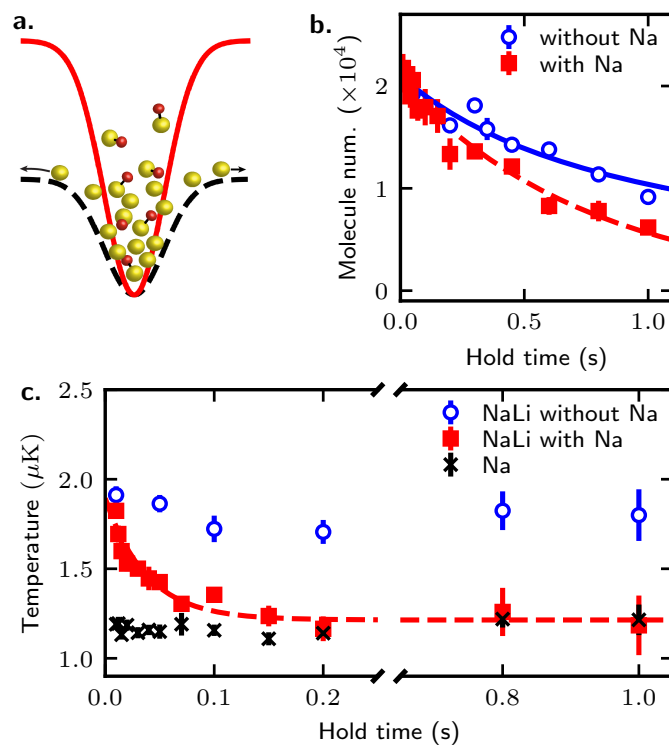 a.
b.
without Na
with Na
Molecule num. (×10⁴)
2
1
0
0.0 0.5 1.0
Hold time (s)
c.
NaLi without Na
NaLi with Na
Na
Temperature (μK)
2.5
2.0
1.5
1.0
0.0 0.1 0.2 0.8 1.0
Hold time (s)